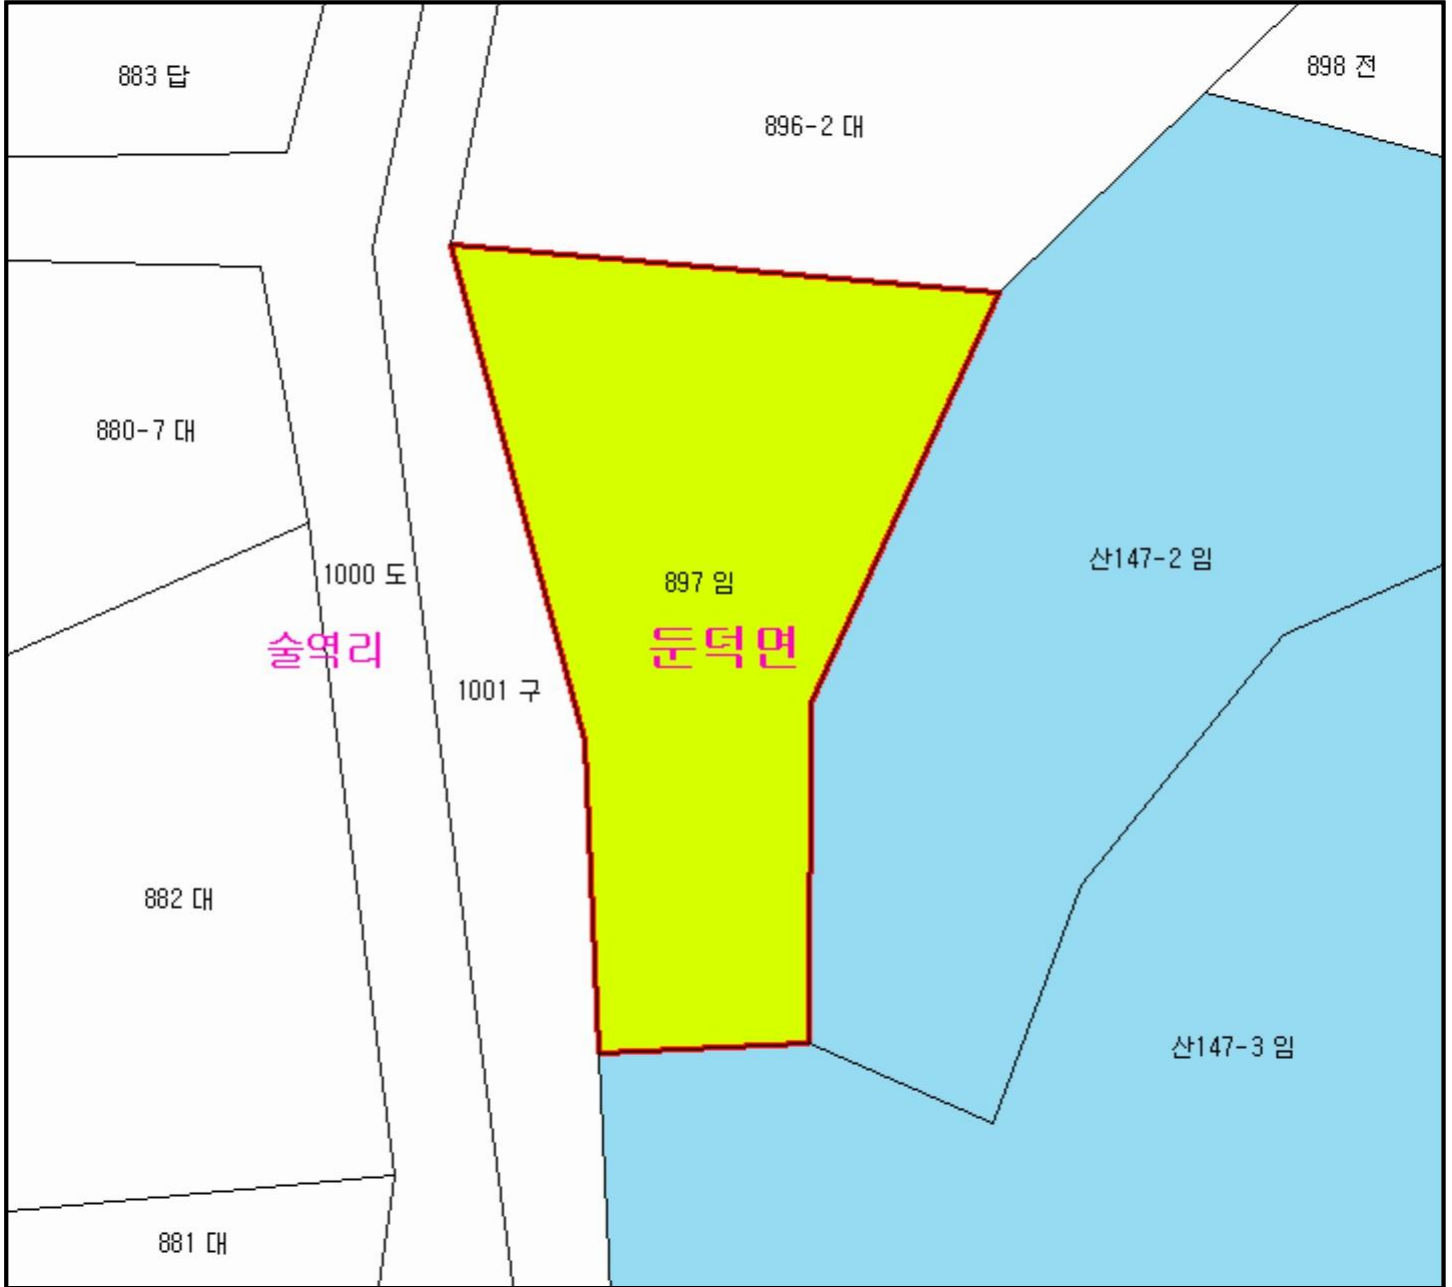 898 전
883 답
896-2 대
880-7 대
산147-2 임
1000 도
897 임
술역리
둔덕면
1001 구
882 대
산147-3 임
881 대